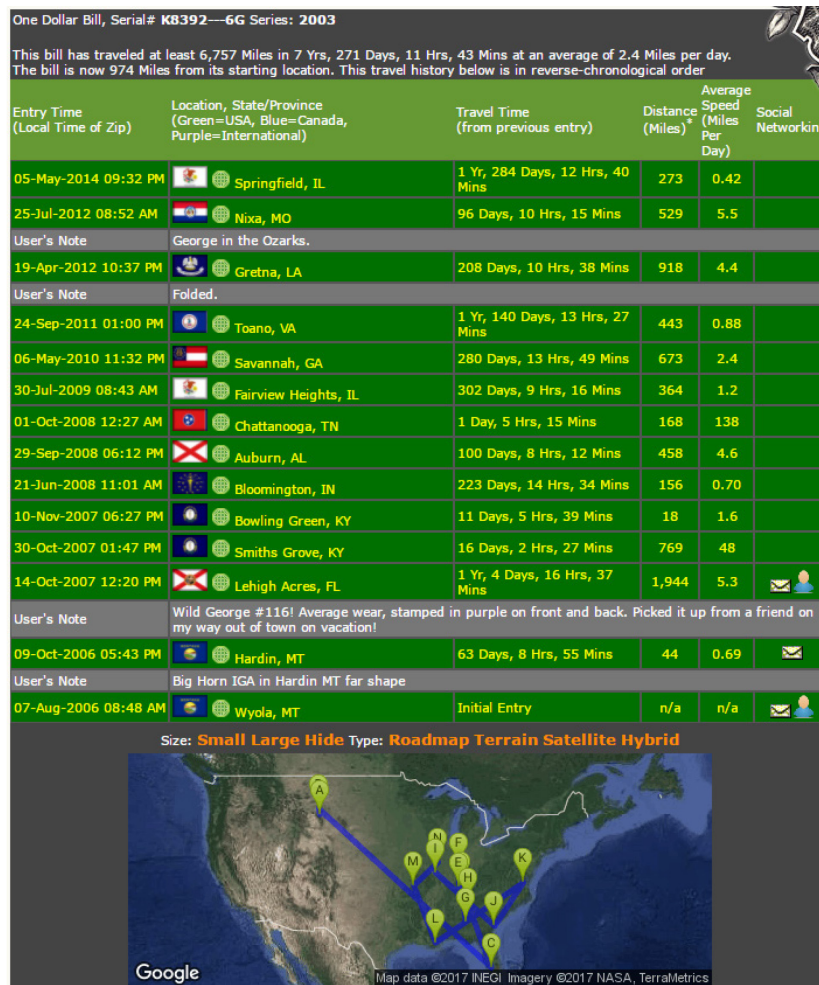 One Dollar Bill, Serial# K8392---6G Series: 2003
This bill has traveled at least 6,757 Miles in 7 Yrs, 271 Days, 11 Hrs, 43 Mins at an average of 2.4 Miles per day.
The bill is now 974 Miles from its starting location. This travel history below is in reverse-chronological order
Entry Time
(Local Time of Zip)
Location, State/Province
(Green=USA, Blue=Canada,
Purple=International)
Travel Time
(from previous entry)
Distance
(Miles)*
Average
Speed
(Miles
Per
Day)
Social
Networkin
05-May-2014 09:32 PM Springfield, IL 1 Yr, 284 Days, 12 Hrs, 40 Mins 273 0.42
25-Jul-2012 08:52 AM Nixa, MO 96 Days, 10 Hrs, 15 Mins 529 5.5
User's Note George in the Ozarks.
19-Apr-2012 10:37 PM Gretna, LA 208 Days, 10 Hrs, 38 Mins 918 4.4
User's Note Folded.
24-Sep-2011 01:00 PM Toano, VA 1 Yr, 140 Days, 13 Hrs, 27 Mins 443 0.88
06-May-2010 11:32 PM Savannah, GA 280 Days, 13 Hrs, 49 Mins 673 2.4
30-Jul-2009 08:43 AM Fairview Heights, IL 302 Days, 9 Hrs, 16 Mins 364 1.2
01-Oct-2008 12:27 AM Chattanooga, TN 1 Day, 5 Hrs, 15 Mins 168 138
29-Sep-2008 06:12 PM Auburn, AL 100 Days, 8 Hrs, 12 Mins 458 4.6
21-Jun-2008 11:01 AM Bloomington, IN 223 Days, 14 Hrs, 34 Mins 156 0.70
10-Nov-2007 06:27 PM Bowling Green, KY 11 Days, 5 Hrs, 39 Mins 18 1.6
30-Oct-2007 01:47 PM Smiths Grove, KY 16 Days, 2 Hrs, 27 Mins 769 48
14-Oct-2007 12:20 PM Lehigh Acres, FL 1 Yr, 4 Days, 16 Hrs, 37 Mins 1,944 5.3
User's Note Wild George #116! Average wear, stamped in purple on front and back. Picked it up from a friend on
my way out of town on vacation!
09-Oct-2006 05:43 PM Hardin, MT 63 Days, 8 Hrs, 55 Mins 44 0.69
User's Note Big Horn IGA in Hardin MT far shape
07-Aug-2006 08:48 AM Wyola, MT Initial Entry n/a n/a
Size: Small Large Hide Type: Roadmap Terrain Satellite Hybrid
A
N
F
I
M
E
K
H
G
J
L
C
Google
Map data ©2017 INEGI Imagery ©2017 NASA, TerraMetrics